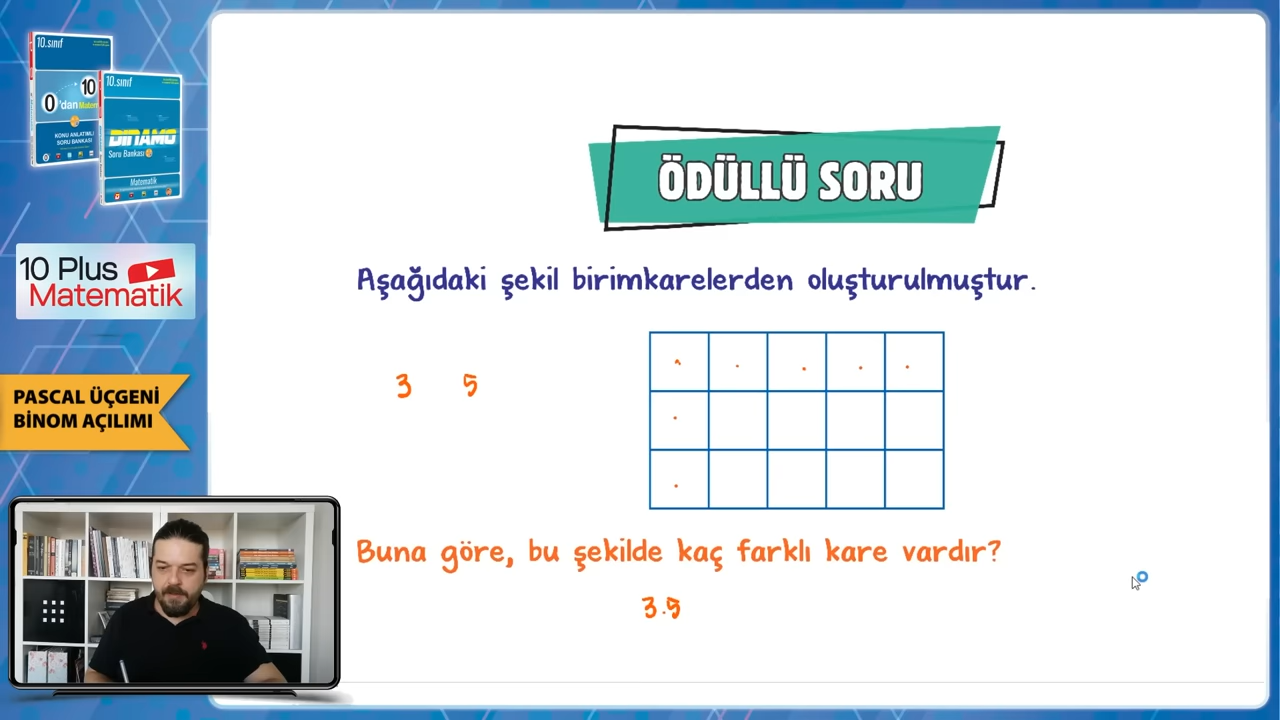 10.sınıf
0'dan 10
KONU ANLATIMLI
SORU BANKASI
10.sınıf
DİNAMO
Soru Bankası
Matematik
10 Plus
Matematik
PASCAL ÜÇGENİ
BİNOM AÇILIMI
ÖDÜLLÜ SORU
Aşağıdaki şekil birimkarelerden oluşturulmuştur.
3 5
Buna göre, bu şekilde kaç farklı kare vardır?
3.5